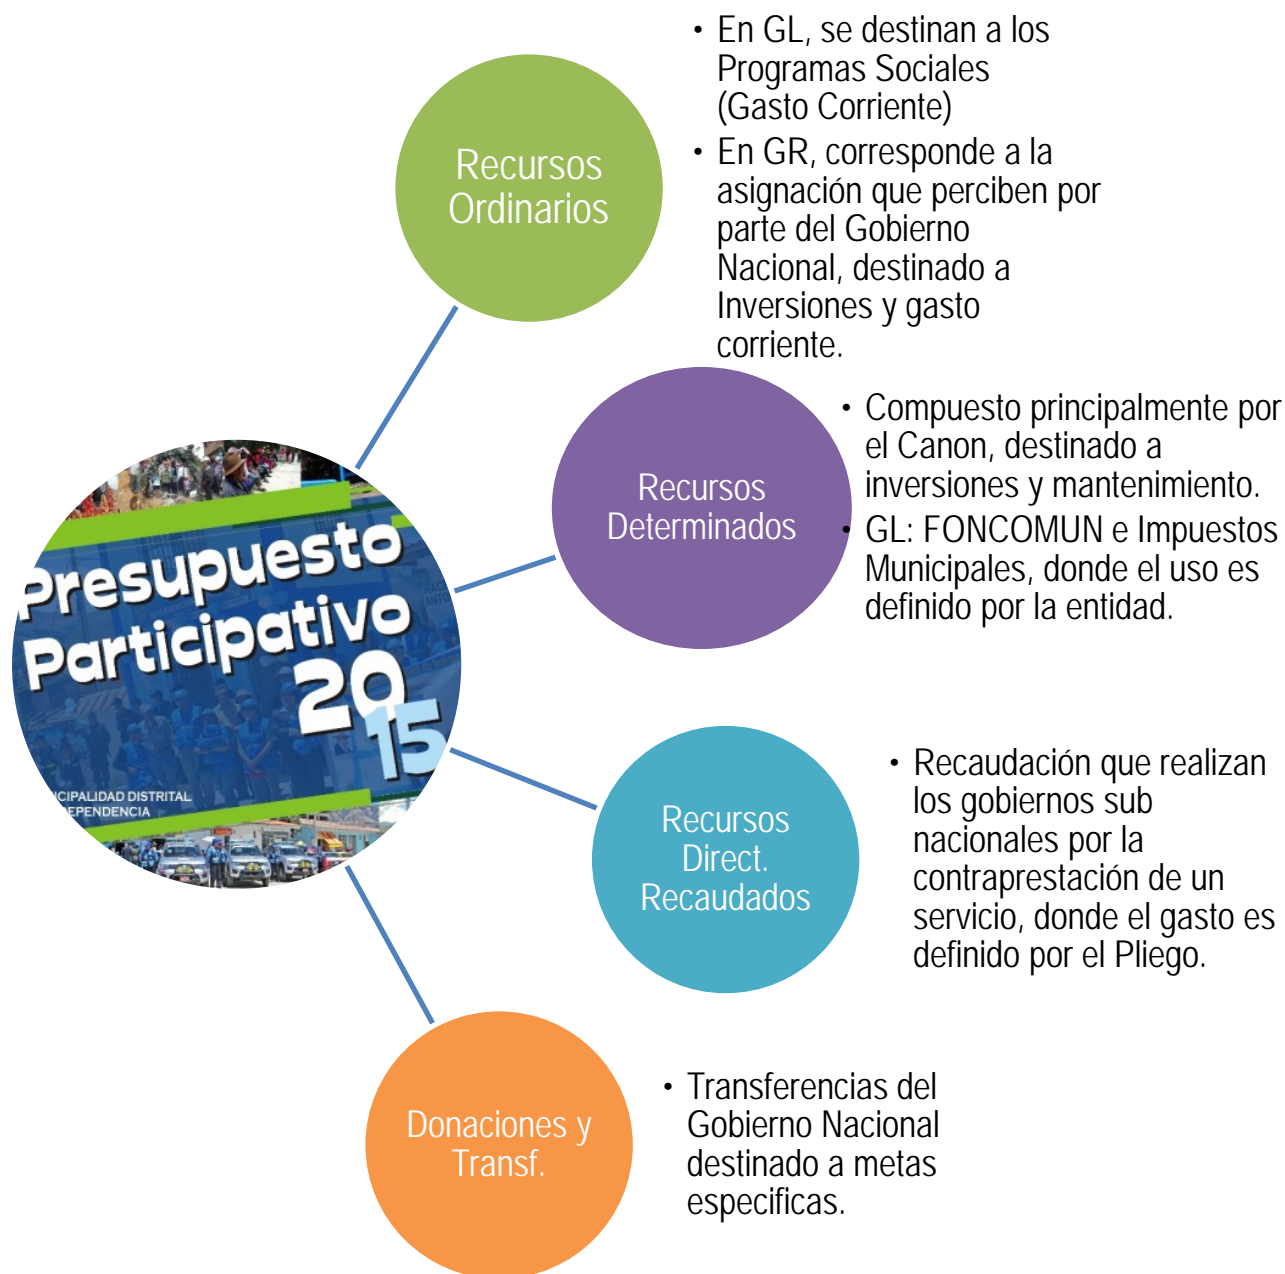 • En GL, se destinan a los
Programas Sociales
(Gasto Corriente)
• En GR, corresponde a la
asignación que perciben por
parte del Gobierno
Nacional, destinado a
Inversiones y gasto
corriente.
Recursos
Ordinarios
• Compuesto principalmente por
el Canon, destinado a
inversiones y mantenimiento.
• GL: FONCOMUN e Impuestos
Municipales, donde el uso es
definido por la entidad.
Recursos
Determinados
Presupuesto
Participativo
20
15
ICIPALIDAD DISTRITAL
EPENDENCIA
• Recaudación que realizan
los gobiernos sub
nacionales por la
contraprestación de un
servicio, donde el gasto es
definido por el Pliego.
Recursos
Direct.
Recaudados
Donaciones y
Transf.
• Transferencias del
Gobierno Nacional
destinado a metas
especificas.